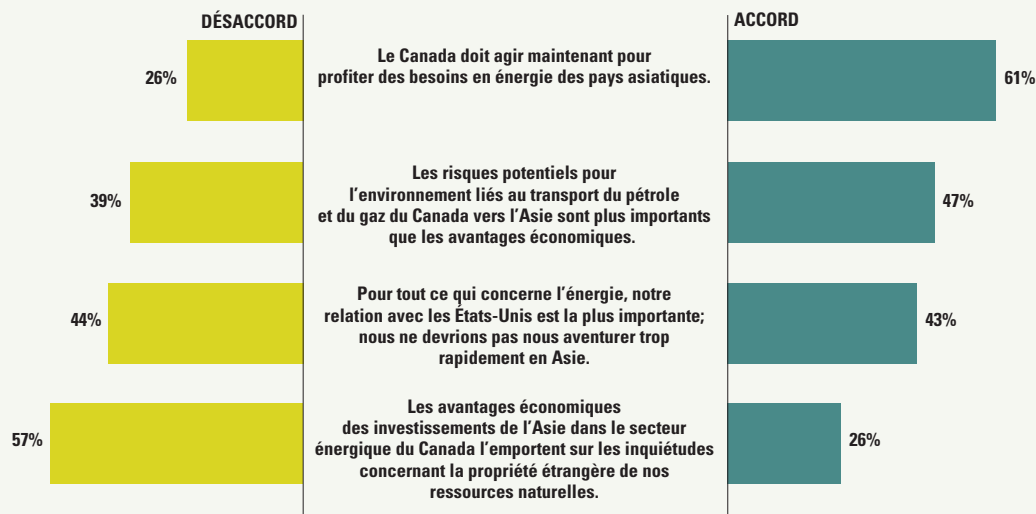 DÉSACCORD
ACCORD
26%
Le Canada doit agir maintenant pour
profiter des besoins en énergie des pays asiatiques.
61%
39%
Les risques potentiels pour
l’environnement liés au transport du pétrole
et du gaz du Canada vers l’Asie sont plus importants
que les avantages économiques.
47%
44%
Pour tout ce qui concerne l’énergie, notre
relation avec les États-Unis est la plus importante;
nous ne devrions pas nous aventurer trop
rapidement en Asie.
43%
57%
Les avantages économiques
des investissements de l’Asie dans le secteur
énergique du Canada l’emportent sur les inquiétudes
concernant la propriété étrangère de nos
ressources naturelles.
26%